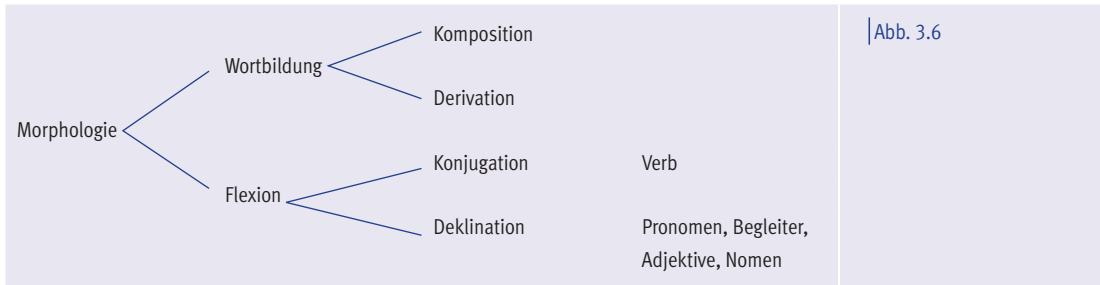 Komposition
Abb. 3.6
Wortbildung
Derivation
Morphologie
Konjugation Verb
Flexion
Deklination Pronomen, Begleiter,
Adjektive, Nomen